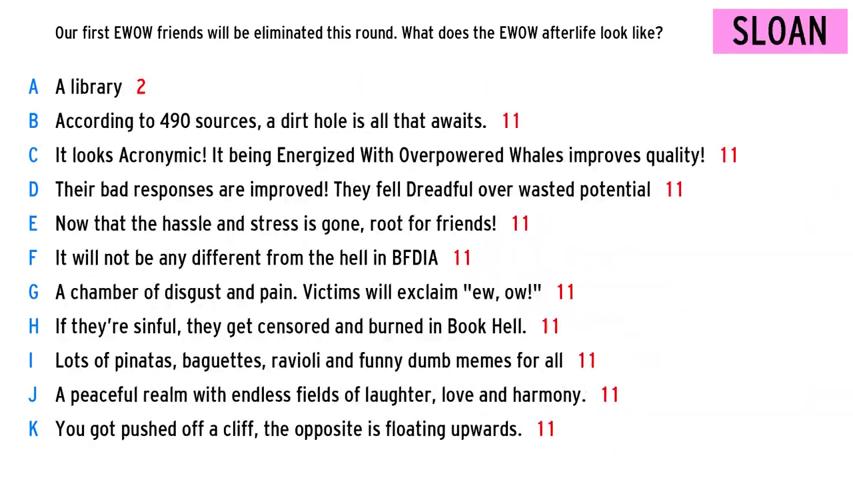 Our first EWOW friends will be eliminated this round. What does the EWOW afterlife look like?
SLOAN
A A library 2
B According to 490 sources, a dirt hole is all that awaits. 11
C It looks Acronymic! It being Energized With Overpowered Whales improves quality! 11
D Their bad responses are improved! They fell Dreadful over wasted potential 11
E Now that the hassle and stress is gone, root for friends! 11
F It will not be any different from the hell in BFDIA 11
G A chamber of disgust and pain. Victims will exclaim "ew, ow!" 11
H If they're sinful, they get censored and burned in Book Hell. 11
I Lots of pinatas, baguettes, ravioli and funny dumb memes for all 11
J A peaceful realm with endless fields of laughter, love and harmony. 11
K You got pushed off a cliff, the opposite is floating upwards. 11